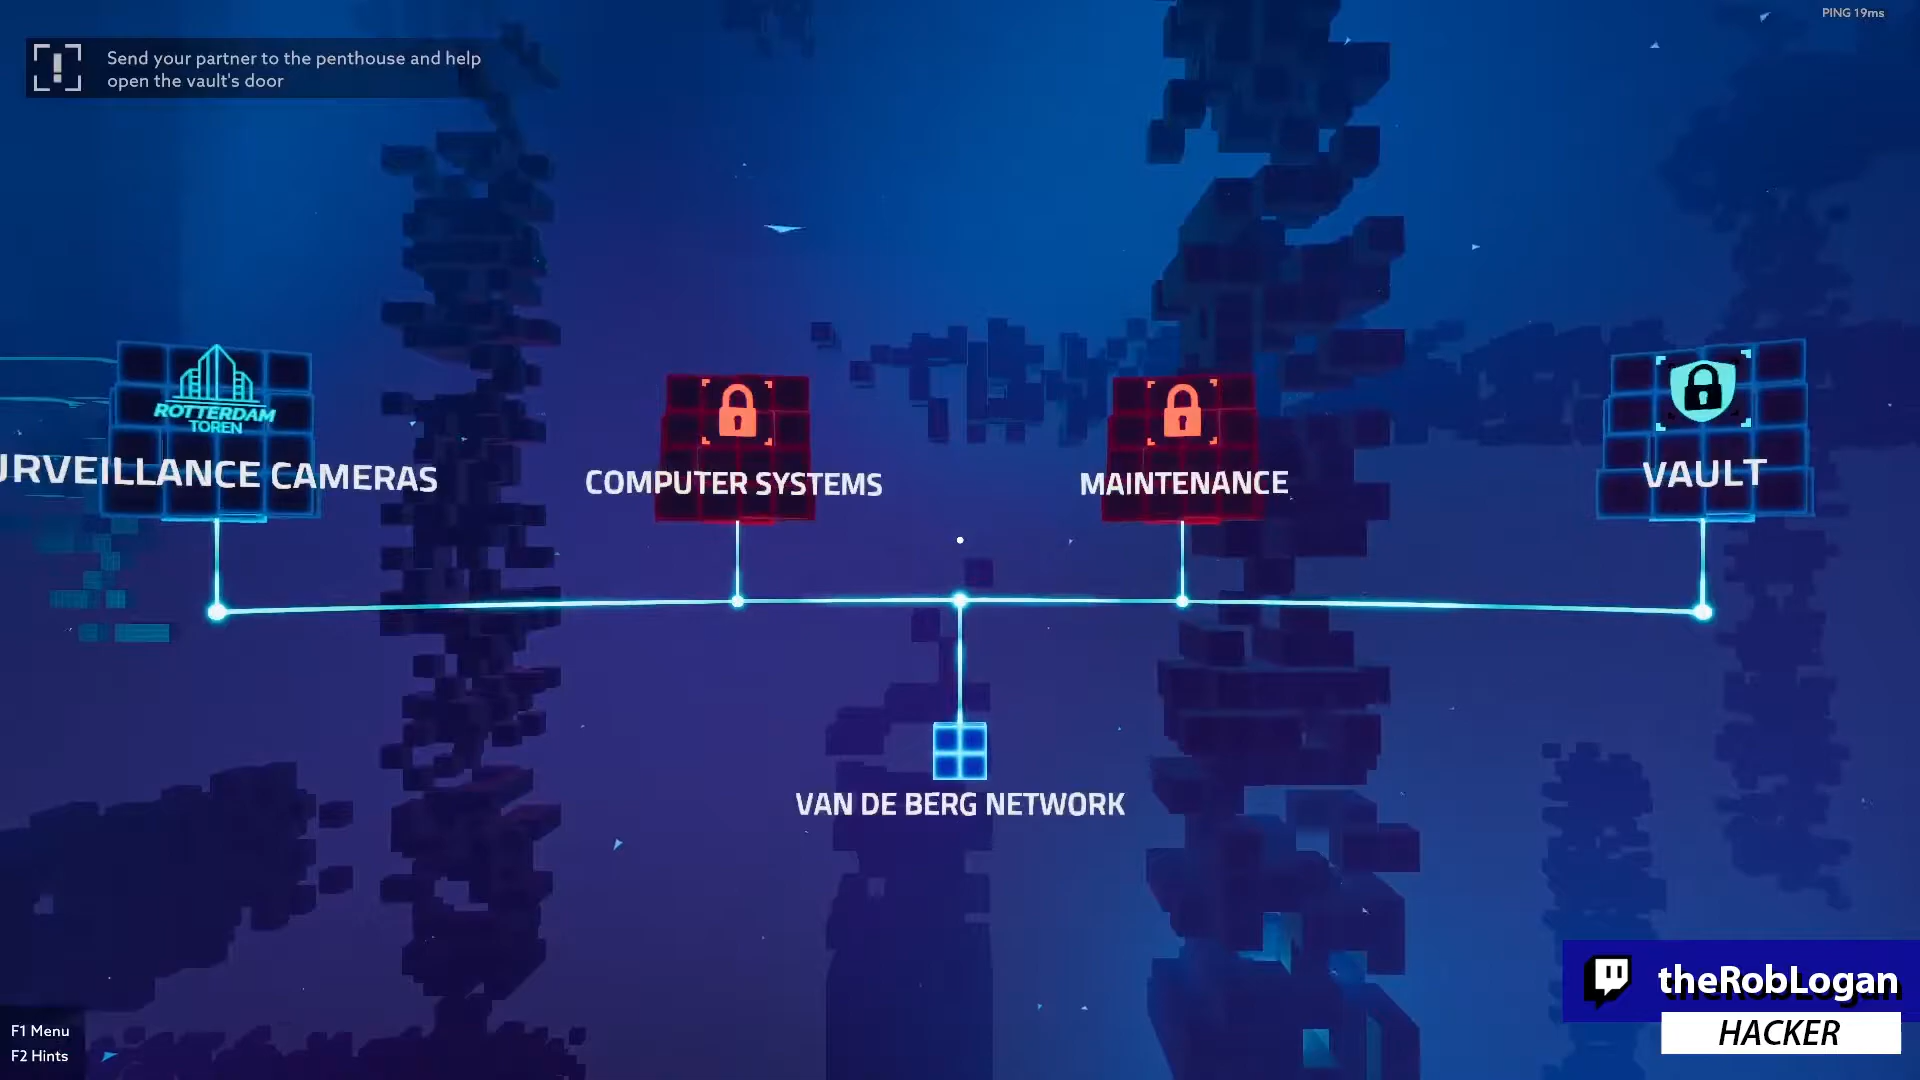 PING 19ms
Send your partner to the penthouse and help
open the vault's door
ROTTERDAM
TOREN
URVEILLANCE CAMERAS
COMPUTER SYSTEMS
MAINTENANCE
VAULT
VAN DE BERG NETWORK
theRobLogan
HACKER
F1 Menu
F2 Hints